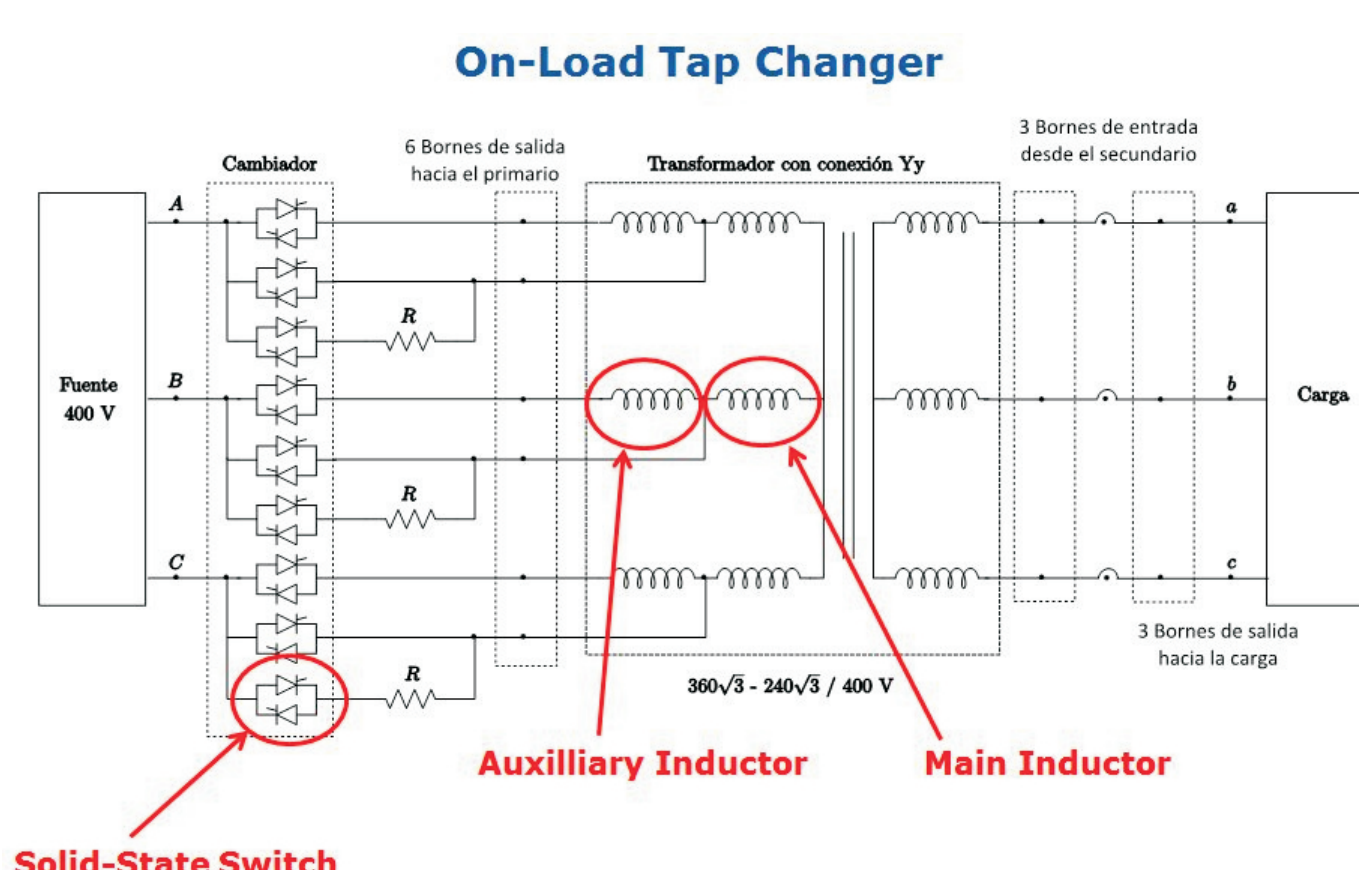 On-Load Tap Changer
3 Bornes de entrada
desde el secundario
6 Bornes de salida
hacia el primario
Cambiador
Transformador con conexión Yy
A
a
R
Fuente
400 V
B
b
Carga
R
C
c
3 Bornes de salida
hacia la carga
R
360√3 - 240√3 / 400 V
Auxilliary Inductor
Main Inductor
Solid-State Switch